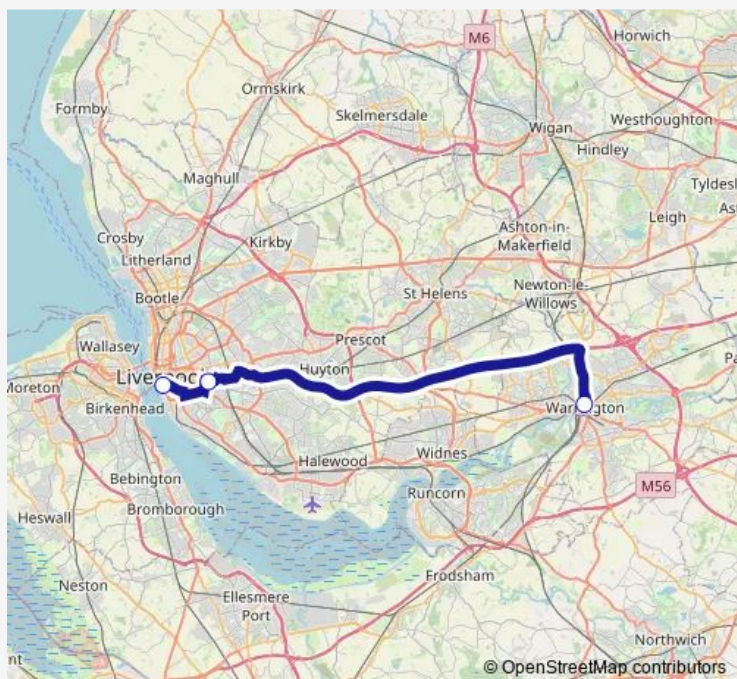 M6
Horwich
Ormskirk
Formby
Skelmersdale
Westhoughton
Wigan
Hindley
Maghull
Tyldes
Crosby
Ashton-in-
Makerfield
Leigh
Kirkby
Litherland
Newton-le-
Willows
Bootle
St Helens
Prescot
Wallasey
Huyton
Moreton
Birkenhead
Halewood
Widnes
Bebington
Runcorn
M56
Bromborough
Heswall
Frodsham
Neston
Ellesmere
Port
Northwich
© OpenStreetMap contributors